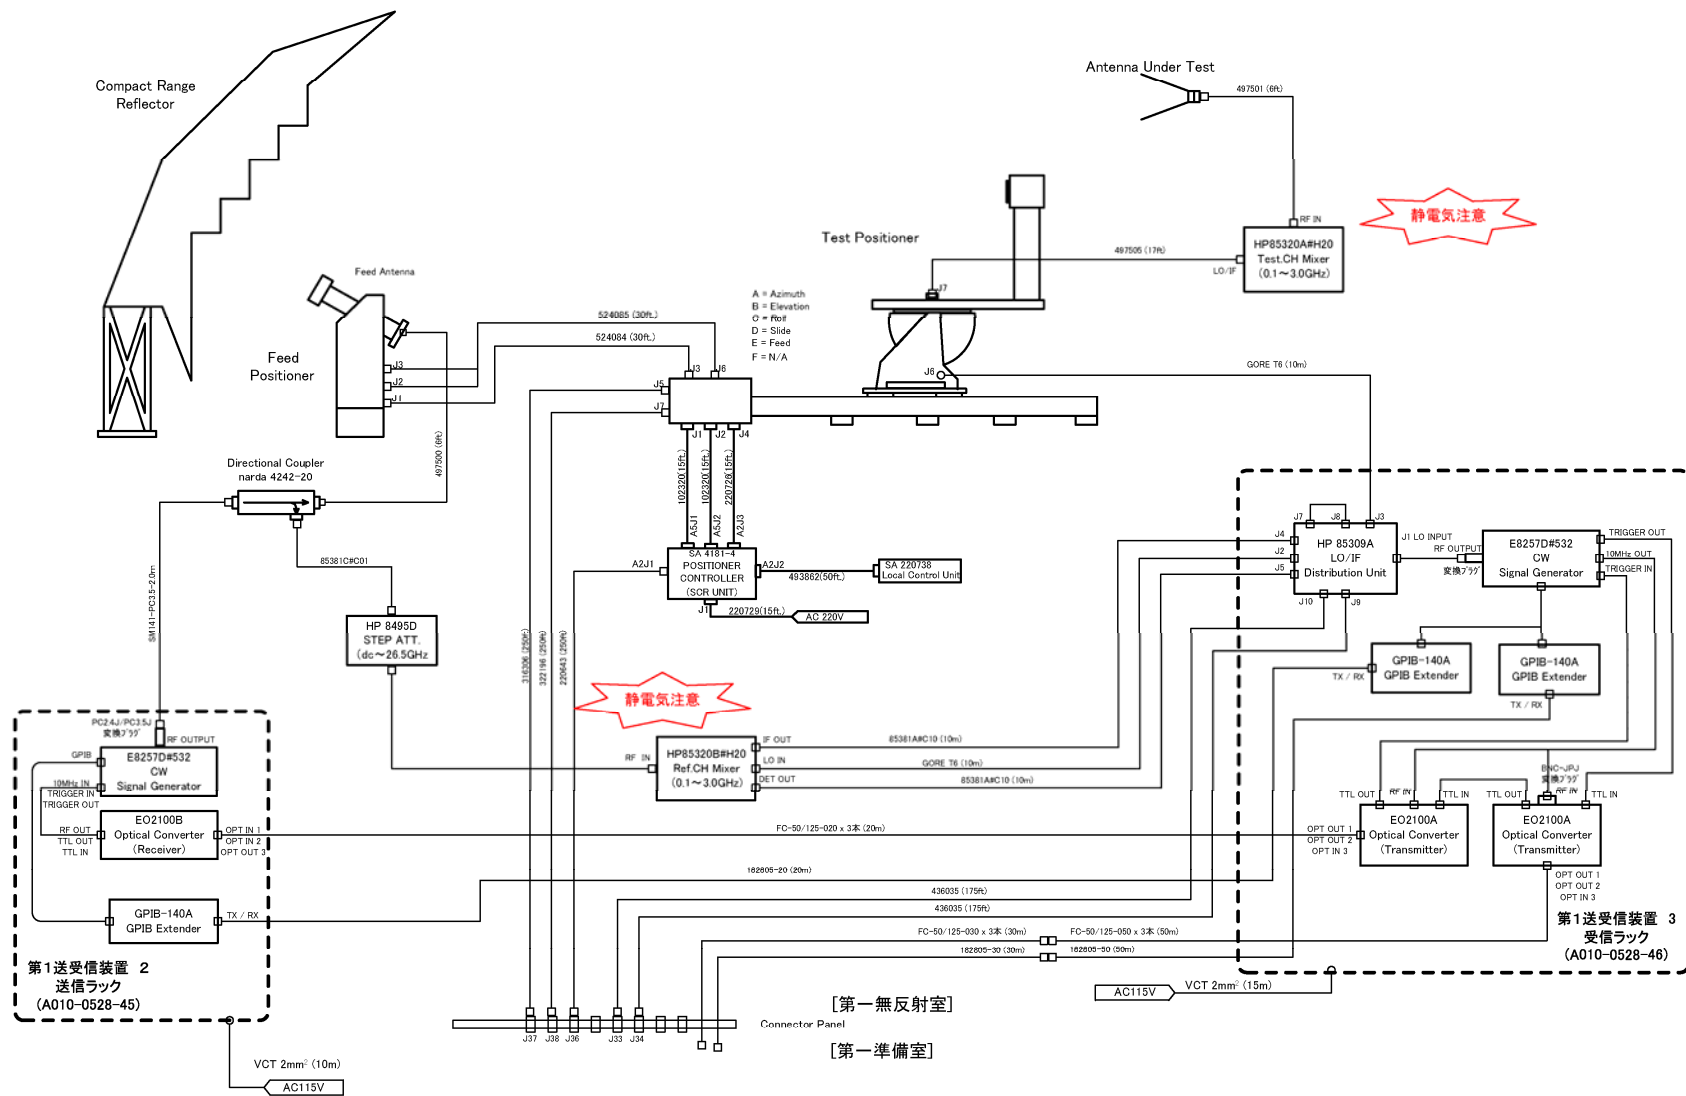 Compact Range
Reflector
Antenna Under Test
497501 (6ft)
RF IN
静電気注意
HP85320A#H20
Test.CH Mixer
(0.1～3.0GHz)
LO/IF
497505 (17ft)
Test Positioner
J7
J6
GORE T6 (10m)
A = Azimuth
B = Elevation
C = Roll
D = Slide
E = Feed
F = N/A
Feed Antenna
Feed
Positioner
J3
J2
J1
524085 (30ft.)
524084 (30ft.)
497500 (6ft)
J3
J6
J5
J7
J1
J2
J4
102320(15ft.)
102320(15ft.)
220726(15ft.)
A5J1
A5J2
A2J3
Directional Coupler
narda 4242-20
85381C#C01
SM141-PC3.5-2.0m
SA 4181-4
POSITIONER
CONTROLLER
(SCR UNIT)
A2J1
A2J2
493862(50ft.)
SA 220738
Local Control Unit
J1
220729(15ft.)
AC 220V
HP 8495D
STEP ATT.
(dc～26.5GHz
316306 (250ft)
322196 (250ft)
220643 (250ft)
静電気注意
RF IN
HP85320B#H20
Ref.CH Mixer
(0.1～3.0GHz)
IF OUT
LO IN
DET OUT
85381A#C10 (10m)
GORE T6 (10m)
85381A#C10 (10m)
J7
J8
J3
J4
J2
J5
HP 85309A
LO/IF
Distribution Unit
J10
J9
J1 LO INPUT
RF OUTPUT
変換プラグ
E8257D#532
CW
Signal Generator
TRIGGER OUT
10MHz OUT
TRIGGER IN
GPIB-140A
GPIB Extender
TX / RX
GPIB-140A
GPIB Extender
TX / RX
BNC-JPJ
変換プラグ
TTL OUT
RF IN
TTL IN
TTL OUT
RF IN
TTL IN
EO2100A
Optical Converter
(Transmitter)
EO2100A
Optical Converter
(Transmitter)
OPT OUT 1
OPT OUT 2
OPT IN 3
OPT OUT 1
OPT OUT 2
OPT IN 3
第1送受信装置 3
受信ラック
(A010-0528-46)
PC2.4J/PC3.5J
変換プラグ
RF OUTPUT
GPIB
E8257D#532
CW
Signal Generator
10MHz IN
TRIGGER IN
TRIGGER OUT
EO2100B
Optical Converter
(Receiver)
RF OUT
TTL OUT
TTL IN
OPT IN 1
OPT IN 2
OPT OUT 3
GPIB-140A
GPIB Extender
TX / RX
第1送受信装置 2
送信ラック
(A010-0528-45)
FC-50/125-020 x 3本 (20m)
182805-20 (20m)
436035 (175ft)
436035 (175ft)
FC-50/125-030 x 3本 (30m)
FC-50/125-050 x 3本 (50m)
182805-30 (30m)
182805-50 (50m)
AC115V
VCT 2mm² (15m)
[第一無反射室]
Connector Panel
[第一準備室]
J37
J38
J36
J33
J34
VCT 2mm² (10m)
AC115V